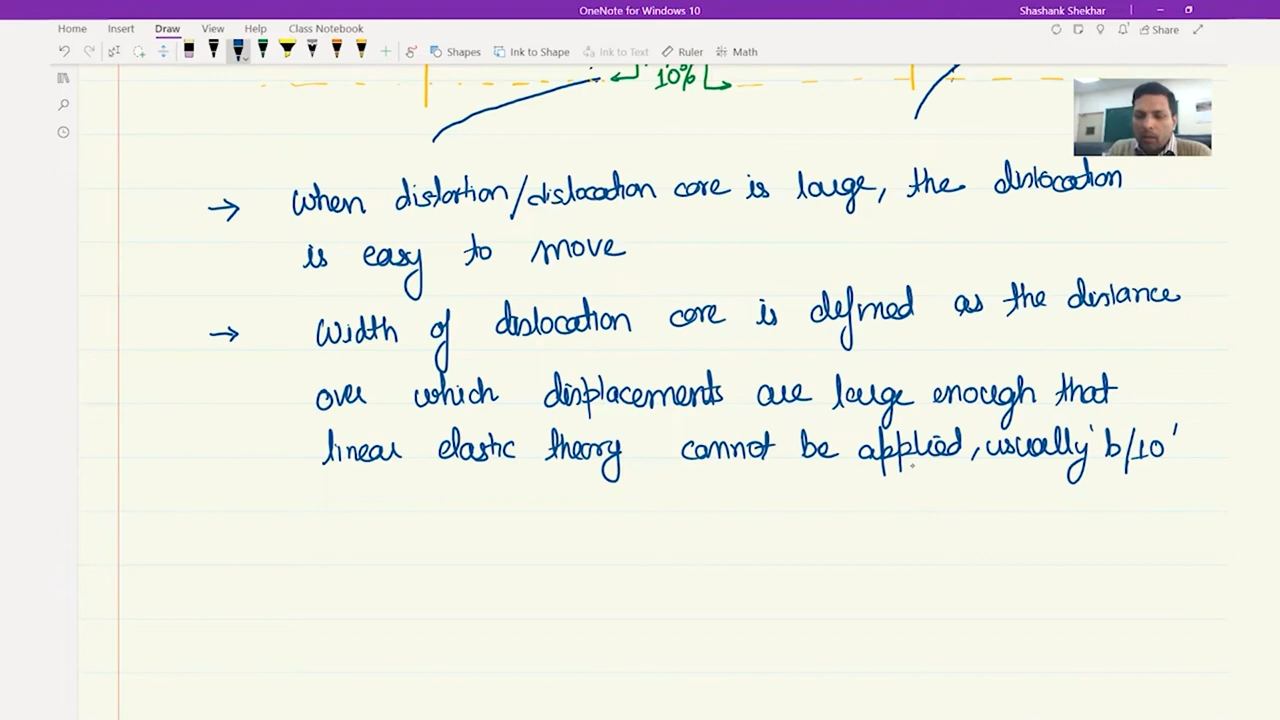 OneNote for Windows 10
Shashank Shekhar
Home Insert Draw View Help Class Notebook
Share
Shapes Ink to Shape Ink to Text Ruler Math
10%
→ When distortion/dislocation core is large, the dislocation
is easy to move
→ Width of dislocation core is defined as the distance
over which displacements are large enough that
linear elastic theory cannot be applied, usually 'b/10'